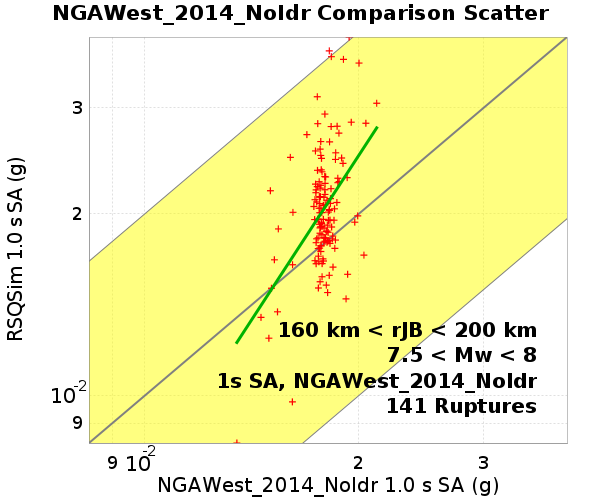 NGAWest_2014_NoIdr Comparison Scatter
RSQSim 1.0 s SA (g)
3
2
10-2
9
160 km < rJB < 200 km
7.5 < Mw < 8
1s SA, NGAWest_2014_NoIdr
141 Ruptures
9 10-2 2 3
NGAWest_2014_NoIdr 1.0 s SA (g)